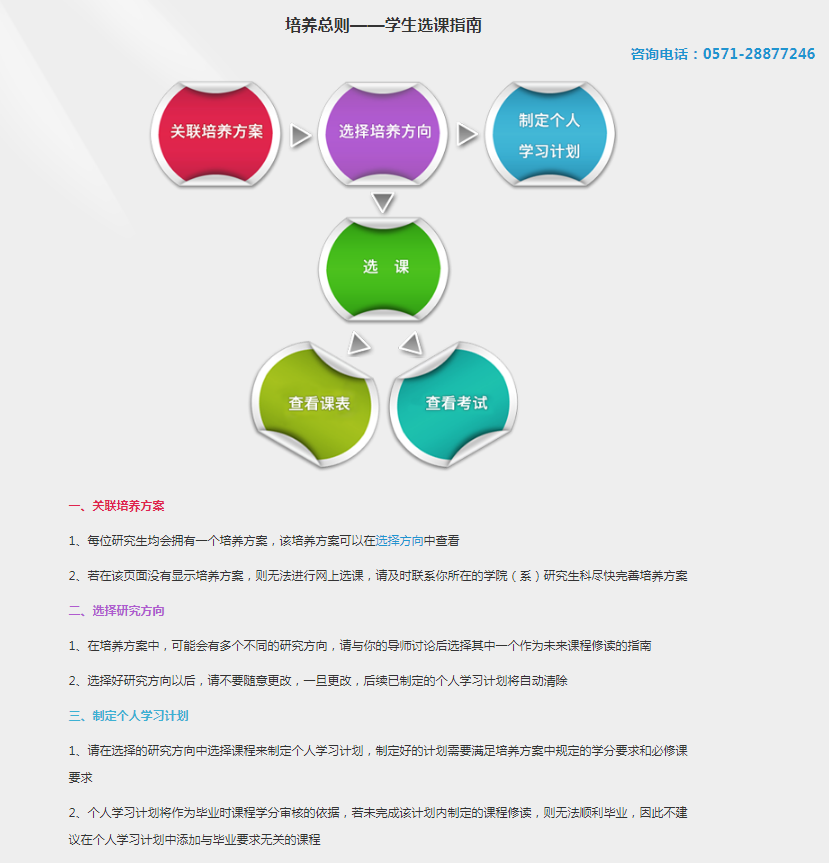 培养总则——学生选课指南
咨询电话：0571-28877246
关联培养方案
选择培养方向
制定个人
学习计划
选 课
查看课表
查看考试
一、关联培养方案
1、每位研究生均会拥有一个培养方案，该培养方案可以在选择方向中查看
2、若在该页面没有显示培养方案，则无法进行网上选课，请及时联系你所在的学院（系）研究生科尽快完善培养方案
二、选择研究方向
1、在培养方案中，可能会有多个不同的研究方向，请与你的导师讨论后选择其中一个作为未来课程修读的指南
2、选择好研究方向以后，请不要随意更改，一旦更改，后续已制定的个人学习计划将自动清除
三、制定个人学习计划
1、请在选择的研究方向中选择课程来制定个人学习计划，制定好的计划需要满足培养方案中规定的学分要求和必修课
要求
2、个人学习计划将作为毕业时课程学分审核的依据，若未完成该计划内制定的课程修读，则无法顺利毕业，因此不建
议在个人学习计划中添加与毕业要求无关的课程